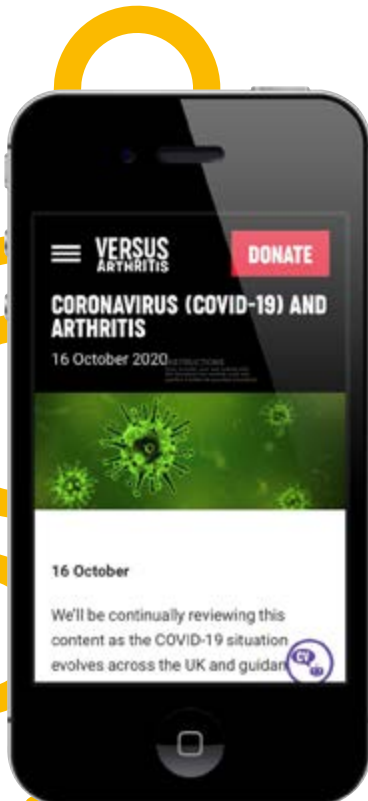 VERSUS
ARTHRITIS
DONATE
CORONAVIRUS (COVID-19) AND
ARTHRITIS
16 October 2020
INSTRUCTIONS
16 October
We'll be continually reviewing this
content as the COVID-19 situation
evolves across the UK and guidan